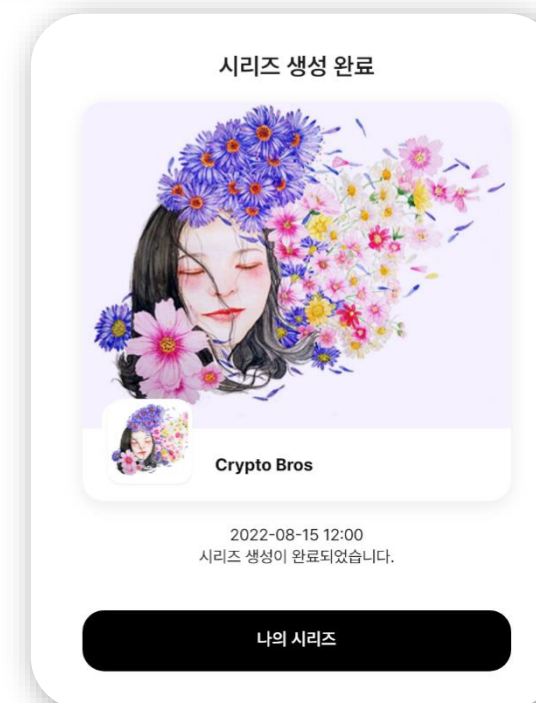 시리즈 생성 완료
Crypto Bros
2022-08-15 12:00
시리즈 생성이 완료되었습니다.
나의 시리즈